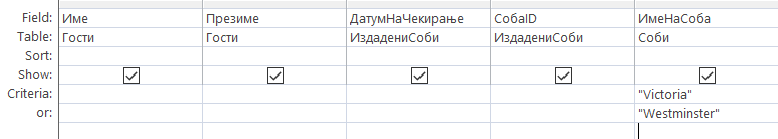 Field: Име Презиме ДатумНаЧекирање СобаID ИмеНаСоба
Table: Гости Гости ИздадениСоби ИздадениСоби Соби
Sort:
Show:
Criteria: "Victoria"
or: "Westminster"